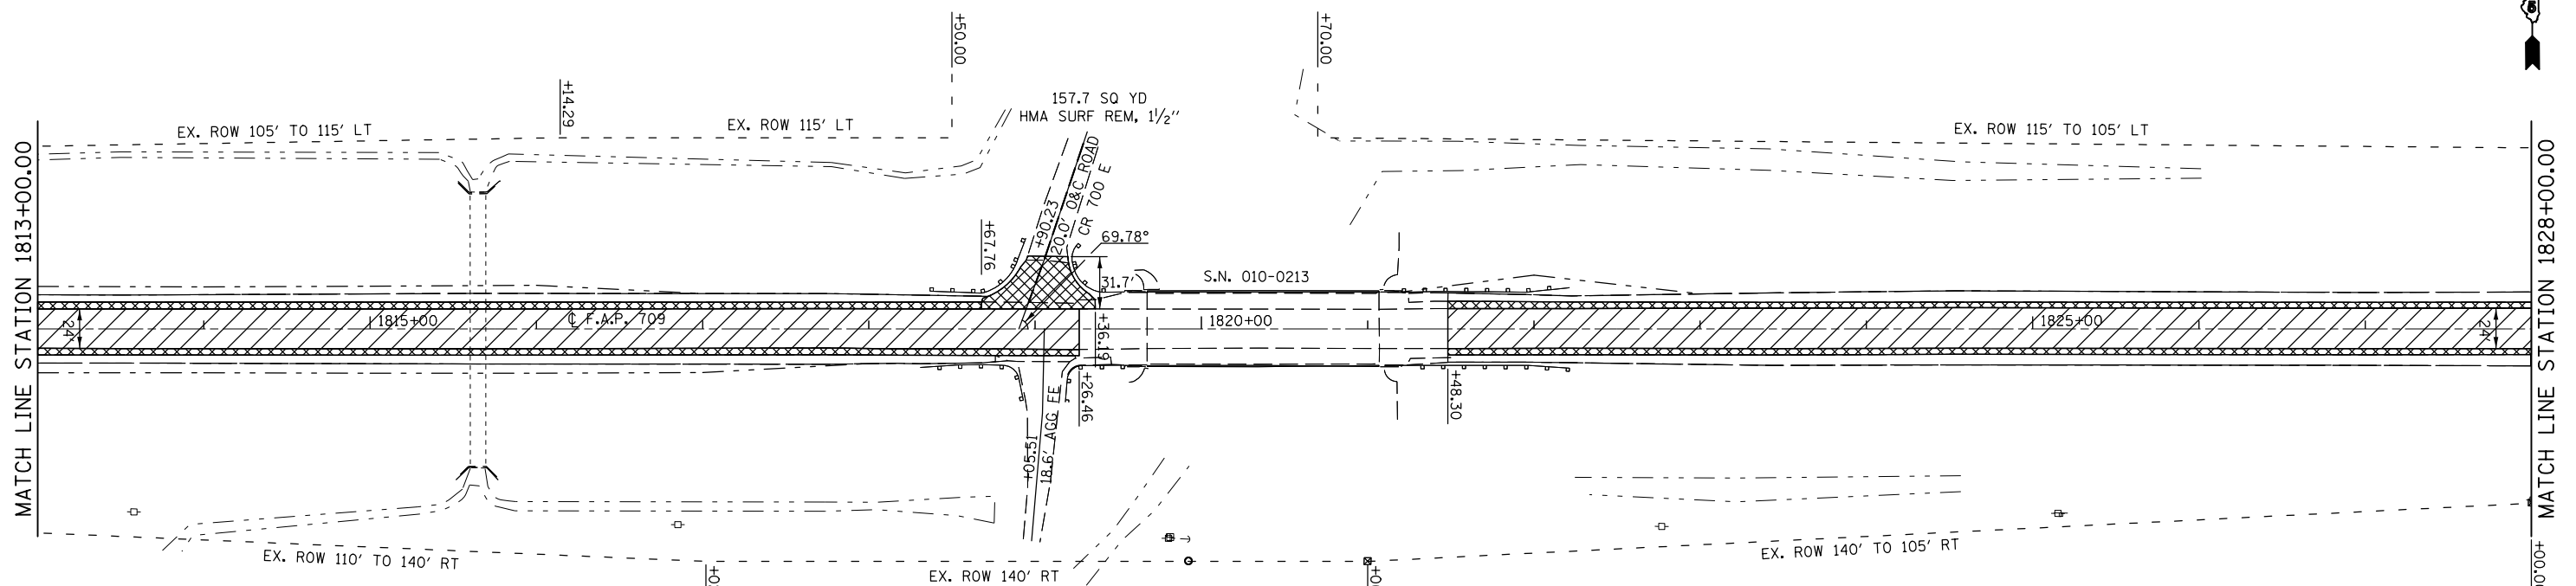 +50.00
+70.00
+14.29
157.7 SQ YD
HMA SURF REM, 1½"
EX. ROW 105' TO 115' LT
EX. ROW 115' LT
EX. ROW 115' TO 105' LT
MATCH LINE STATION 1813+00.00
MATCH LINE STATION 1828+00.00
+67.76
+90.23
20.0' O&C ROAD
CR 700 E
69.78°
31.7'
S.N. 010-0213
24'
1815+00
℄ F.A.P. 709
1820+00
1825+00
24'
+36.19
+26.46
+48.30
+05.51
18.6' AGG FE
EX. ROW 110' TO 140' RT
EX. ROW 140' RT
EX. ROW 140' TO 105' RT